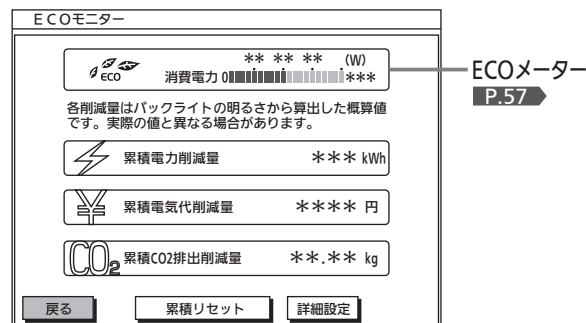 ECOモニター
** ** ** (W)
ECO 消費電力 0 ***
ECOメーター
P.57
各削減量はバックライトの明るさから算出した概算値
です。実際の値と異なる場合があります。
累積電力削減量 *** kWh
¥ 累積電気代削減量 **** 円
CO2 累積CO2排出削減量 **.** kg
戻る 累積リセット 詳細設定